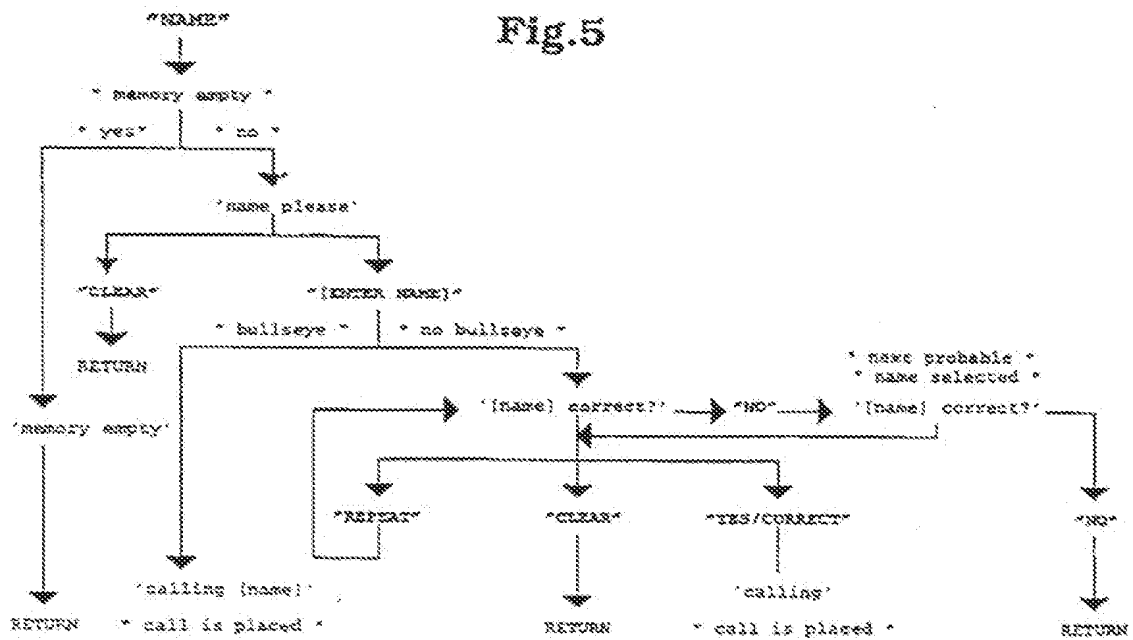 Fig.5
"NAME"
* memory empty *
* yes* * no *
'name please'
"CLEAR" "[ENTER NAME]"
* bullseye * * no bullseye *
RETURN
* next probable *
* name selected *
'[name] correct?' "NO" '[name] correct?'
'memory empty'
"REPEAT" "CLEAR" "YES/CORRECT" "NO"
'calling [name]' 'calling'
RETURN * call is placed * RETURN * call is placed * RETURN